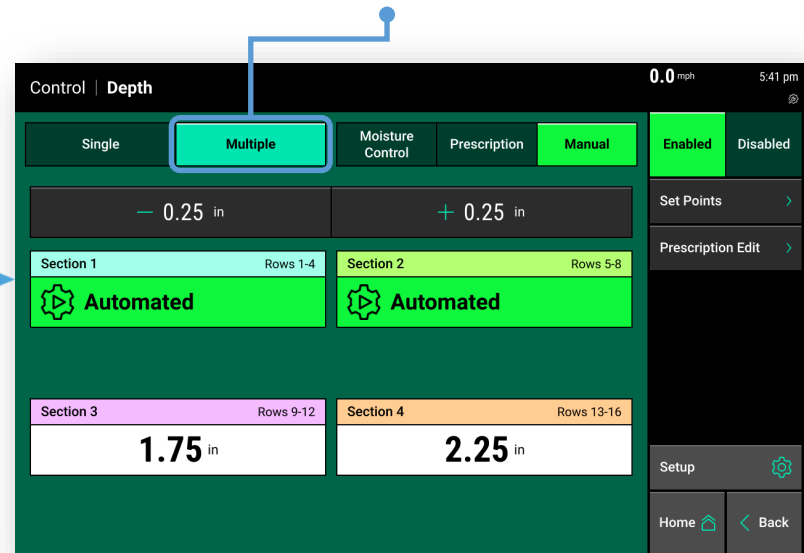 Control | Depth
0.0 mph
5:41 pm
Single
Multiple
Moisture
Control
Prescription
Manual
Enabled
Disabled
− 0.25 in
+ 0.25 in
Set Points >
Prescription Edit >
Section 1 Rows 1-4
Automated
Section 2 Rows 5-8
Automated
Section 3 Rows 9-12
1.75 in
Section 4 Rows 13-16
2.25 in
Setup
Home
< Back